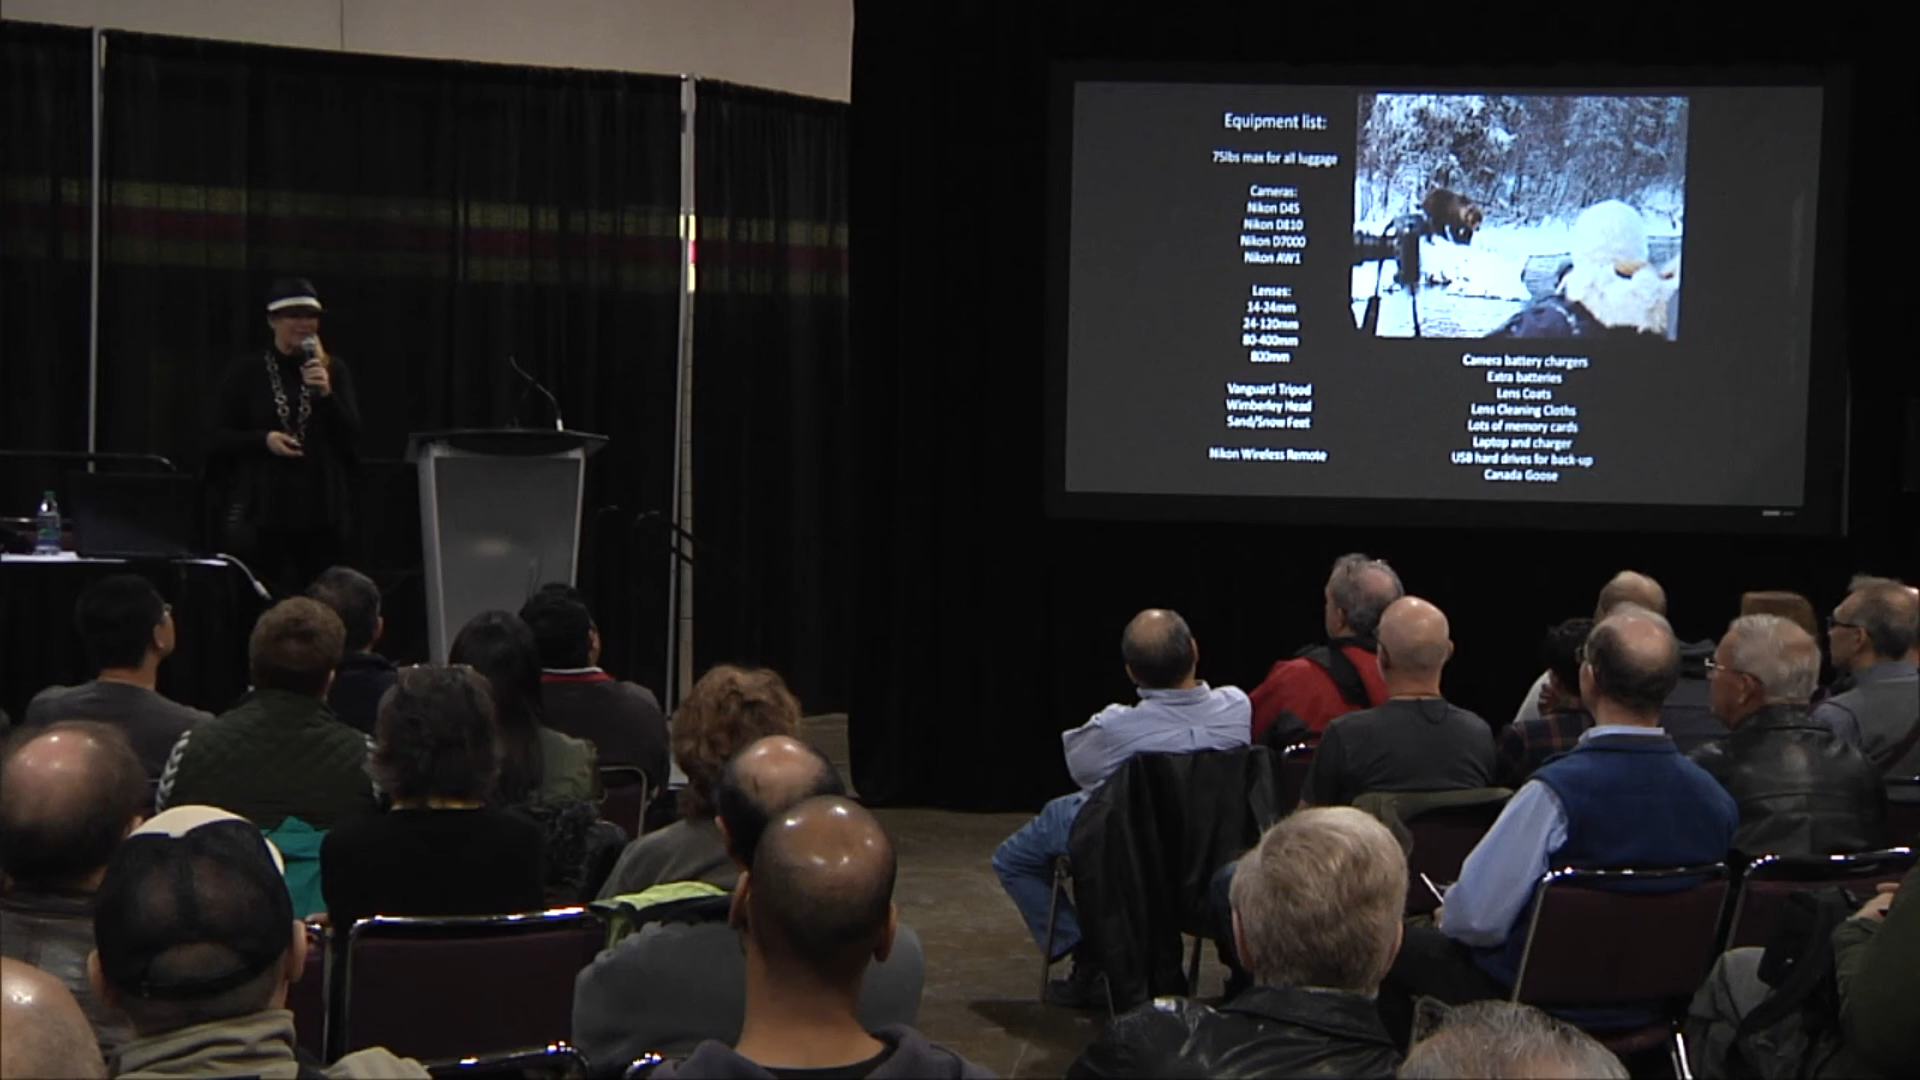 Equipment list:
75lbs max for all luggage
Cameras:
Nikon D4S
Nikon D810
Nikon D7000
Nikon AW1
Lenses:
14-24mm
24-120mm
80-400mm
800mm
Vanguard Tripod
Wimberley Head
Sand/Snow Feet
Nikon Wireless Remote
Camera battery chargers
Extra batteries
Lens Coats
Lens Cleaning Cloths
Lots of memory cards
Laptop and charger
USB hard drives for back-up
Canada Goose